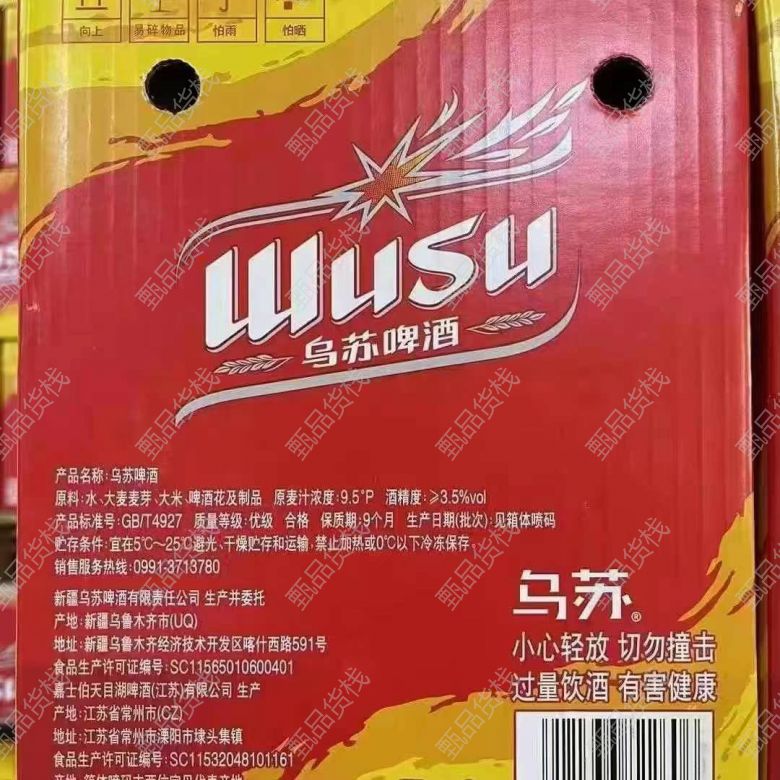 向上 易碎物品 怕雨 怕晒
wusu
乌苏啤酒
产品名称:乌苏啤酒
原料:水、大麦麦芽、大米、啤酒花及制品 原麦汁浓度:9.5°P 酒精度:≥3.5%vol
产品标准号:GB/T4927 质量等级:优级 合格 保质期:9个月 生产日期(批次):见箱体喷码
贮存条件:宜在5℃~25℃避光、干燥贮存和运输,禁止加热或0℃以下冷冻保存。
销售服务热线:0991-3713780
新疆乌苏啤酒有限责任公司 生产并委托
产地:新疆乌鲁木齐市(UQ)
地址:新疆乌鲁木齐经济技术开发区喀什西路591号
食品生产许可证编号:SC11565010600401
嘉士伯天目湖啤酒(江苏)有限公司 生产
产地:江苏省常州市(CZ)
地址:江苏省常州市溧阳市埭头集镇
食品生产许可证编号:SC11532048101161
乌苏®
小心轻放 切勿撞击
过量饮酒 有害健康
甄品货栈